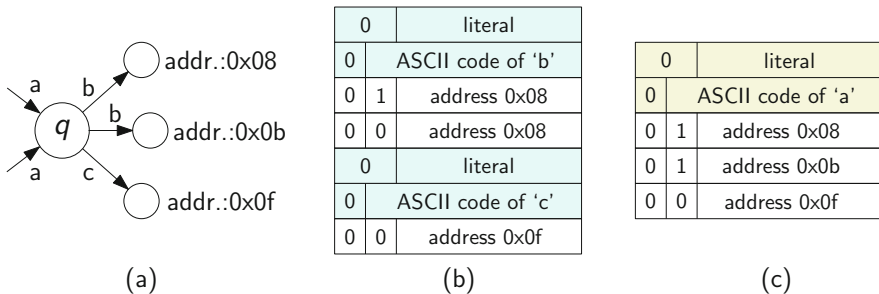 a
a
q
b
b
c
addr.:0x08
addr.:0x0b
addr.:0x0f
(a)
0 literal
0 ASCII code of ‘b’
0 1 address 0x08
0 0 address 0x08
0 literal
0 ASCII code of ‘c’
0 0 address 0x0f
(b)
0 literal
0 ASCII code of ‘a’
0 1 address 0x08
0 1 address 0x0b
0 0 address 0x0f
(c)